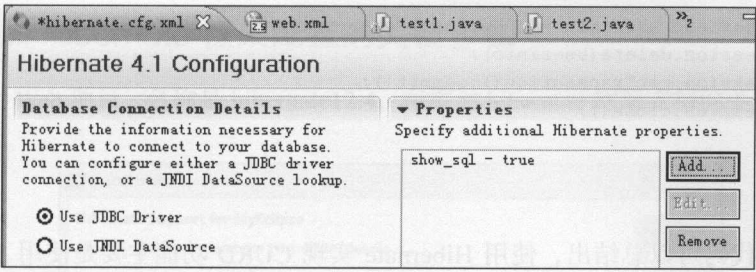 *hibernate.cfg.xml web.xml test1.java test2.java »2
Hibernate 4.1 Configuration
Database Connection Details
Provide the information necessary for
Hibernate to connect to your database.
You can configure either a JDBC driver
connection, or a JNDI DataSource lookup.
Use JDBC Driver
Use JNDI DataSource
Properties
Specify additional Hibernate properties.
show_sql - true
Add...
Edit...
Remove